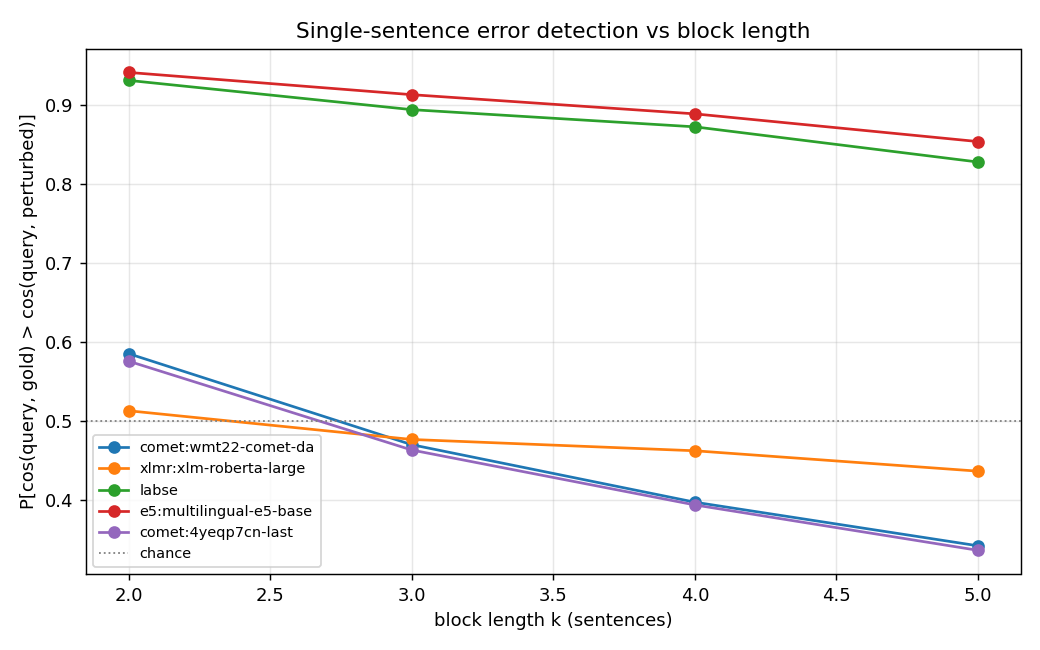 Single-sentence error detection vs block length
P[cos(query, gold) > cos(query, perturbed)]
0.9
0.8
0.7
0.6
0.5
0.4
comet:wmt22-comet-da
xlmr:xlm-roberta-large
labse
e5:multilingual-e5-base
comet:4yeqp7cn-last
chance
2.0 2.5 3.0 3.5 4.0 4.5 5.0
block length k (sentences)